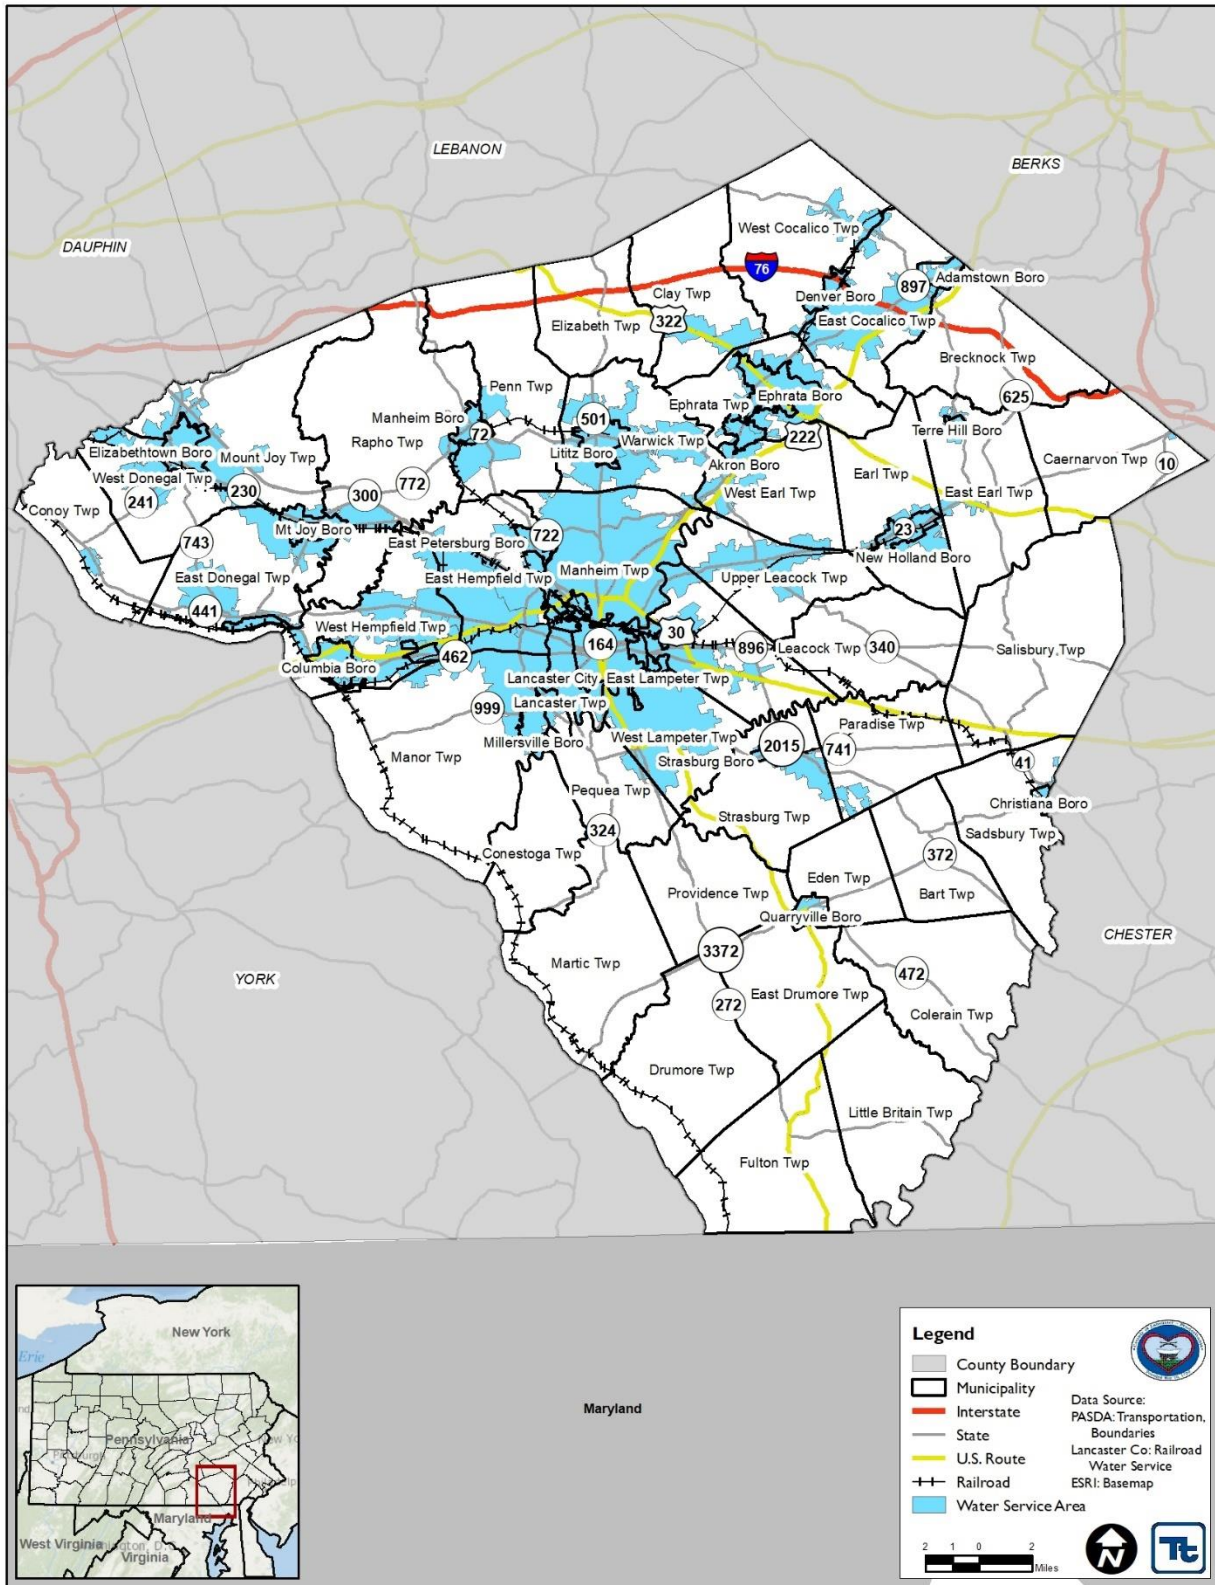 LEBANON
BERKS
DAUPHIN
West Cocalico Twp
76
Adamstown Boro
897
Denver Boro
Clay Twp
322
East Cocalico Twp
Elizabeth Twp
Brecknock Twp
Penn Twp
Ephrata Boro
625
Ephrata Twp
Manheim Boro
501
72
Terre Hill Boro
222
Rapho Twp
Warwick Twp
Elizabethtown Boro
Mount Joy Twp
Lititz Boro
Caernarvon Twp
10
Akron Boro
West Donegal Twp
Earl Twp
772
West Earl Twp
East Earl Twp
241
230
300
Conoy Twp
23
Mt Joy Boro
722
743
East Petersburg Boro
New Holland Boro
Manheim Twp
East Donegal Twp
East Hempfield Twp
Upper Leacock Twp
441
West Hempfield Twp
30
164
896
Leacock Twp
340
Salisbury Twp
462
Columbia Boro
Lancaster City
East Lampeter Twp
Lancaster Twp
999
Paradise Twp
West Lampeter Twp
Millersville Boro
2015
741
Manor Twp
Strasburg Boro
41
Pequea Twp
Christiana Boro
Strasburg Twp
324
Sadsbury Twp
Conestoga Twp
372
Eden Twp
Providence Twp
Bart Twp
Quarryville Boro
CHESTER
3372
Martic Twp
472
YORK
East Drumore Twp
272
Colerain Twp
Drumore Twp
Little Britain Twp
Fulton Twp
Maryland
New York
Erie
Pennsylvania
Pittsburgh
Maryland
West Virginia
Virginia
Legend
County Boundary
Municipality
Interstate
State
U.S. Route
Railroad
Water Service Area
Data Source:
PASDA: Transportation,
Boundaries
Lancaster Co: Railroad
Water Service
ESRI: Basemap
2 1 0 2
Miles
N
Tt